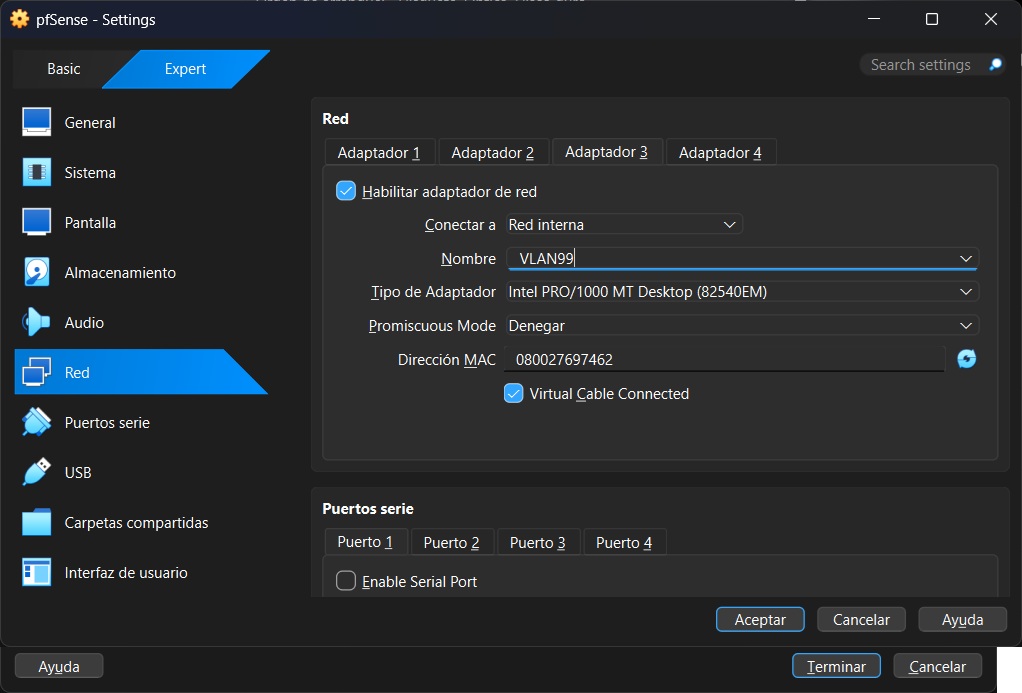 pfSense - Settings
Basic
Expert
Search settings
General
Sistema
Pantalla
Almacenamiento
Audio
Red
Puertos serie
USB
Carpetas compartidas
Interfaz de usuario
Red
Adaptador 1 Adaptador 2 Adaptador 3 Adaptador 4
Habilitar adaptador de red
Conectar a Red interna
Nombre VLAN99
Tipo de Adaptador Intel PRO/1000 MT Desktop (82540EM)
Promiscuous Mode Denegar
Dirección MAC 080027697462
Virtual Cable Connected
Puertos serie
Puerto 1 Puerto 2 Puerto 3 Puerto 4
Enable Serial Port
Aceptar Cancelar Ayuda
Ayuda Terminar Cancelar